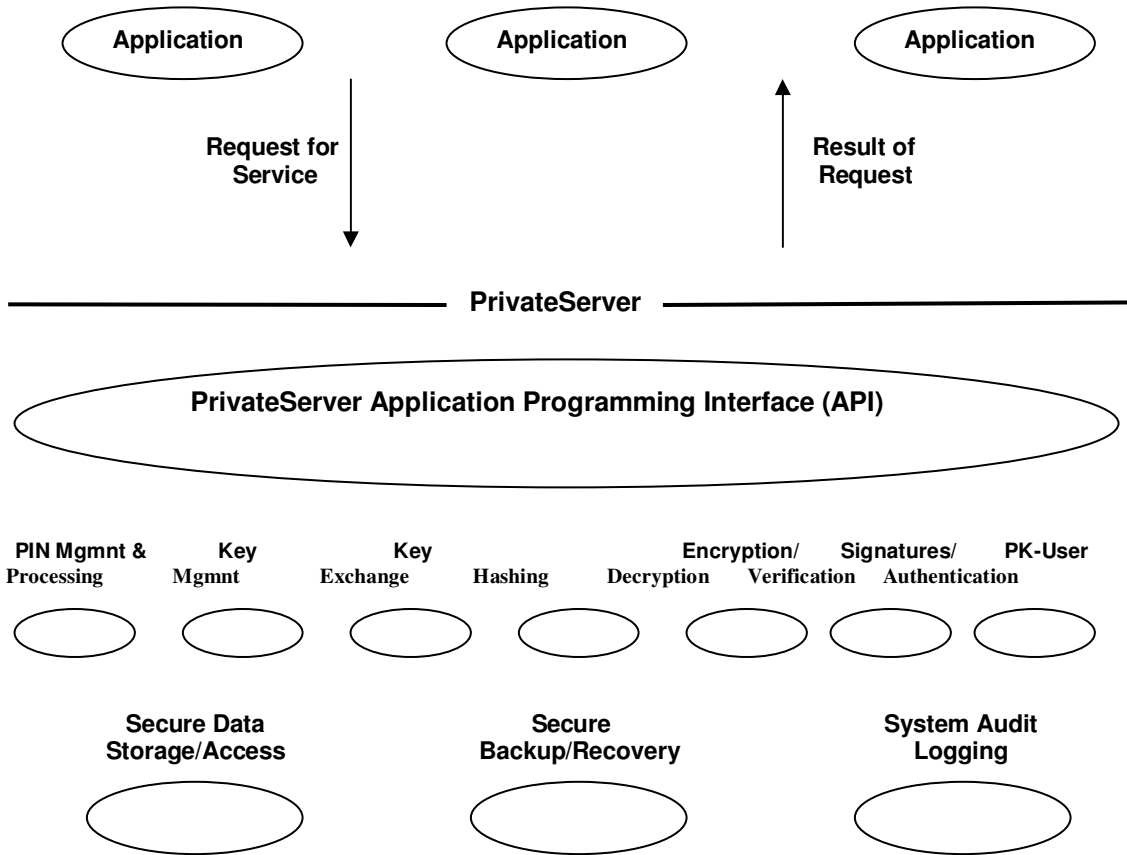 Application Application Application
Request for Result of
Service Request
PrivateServer
PrivateServer Application Programming Interface (API)
PIN Mgmnt & Key Key Encryption/ Signatures/ PK-User
Processing Mgmnt Exchange Hashing Decryption Verification Authentication
Secure Data Secure System Audit
Storage/Access Backup/Recovery Logging